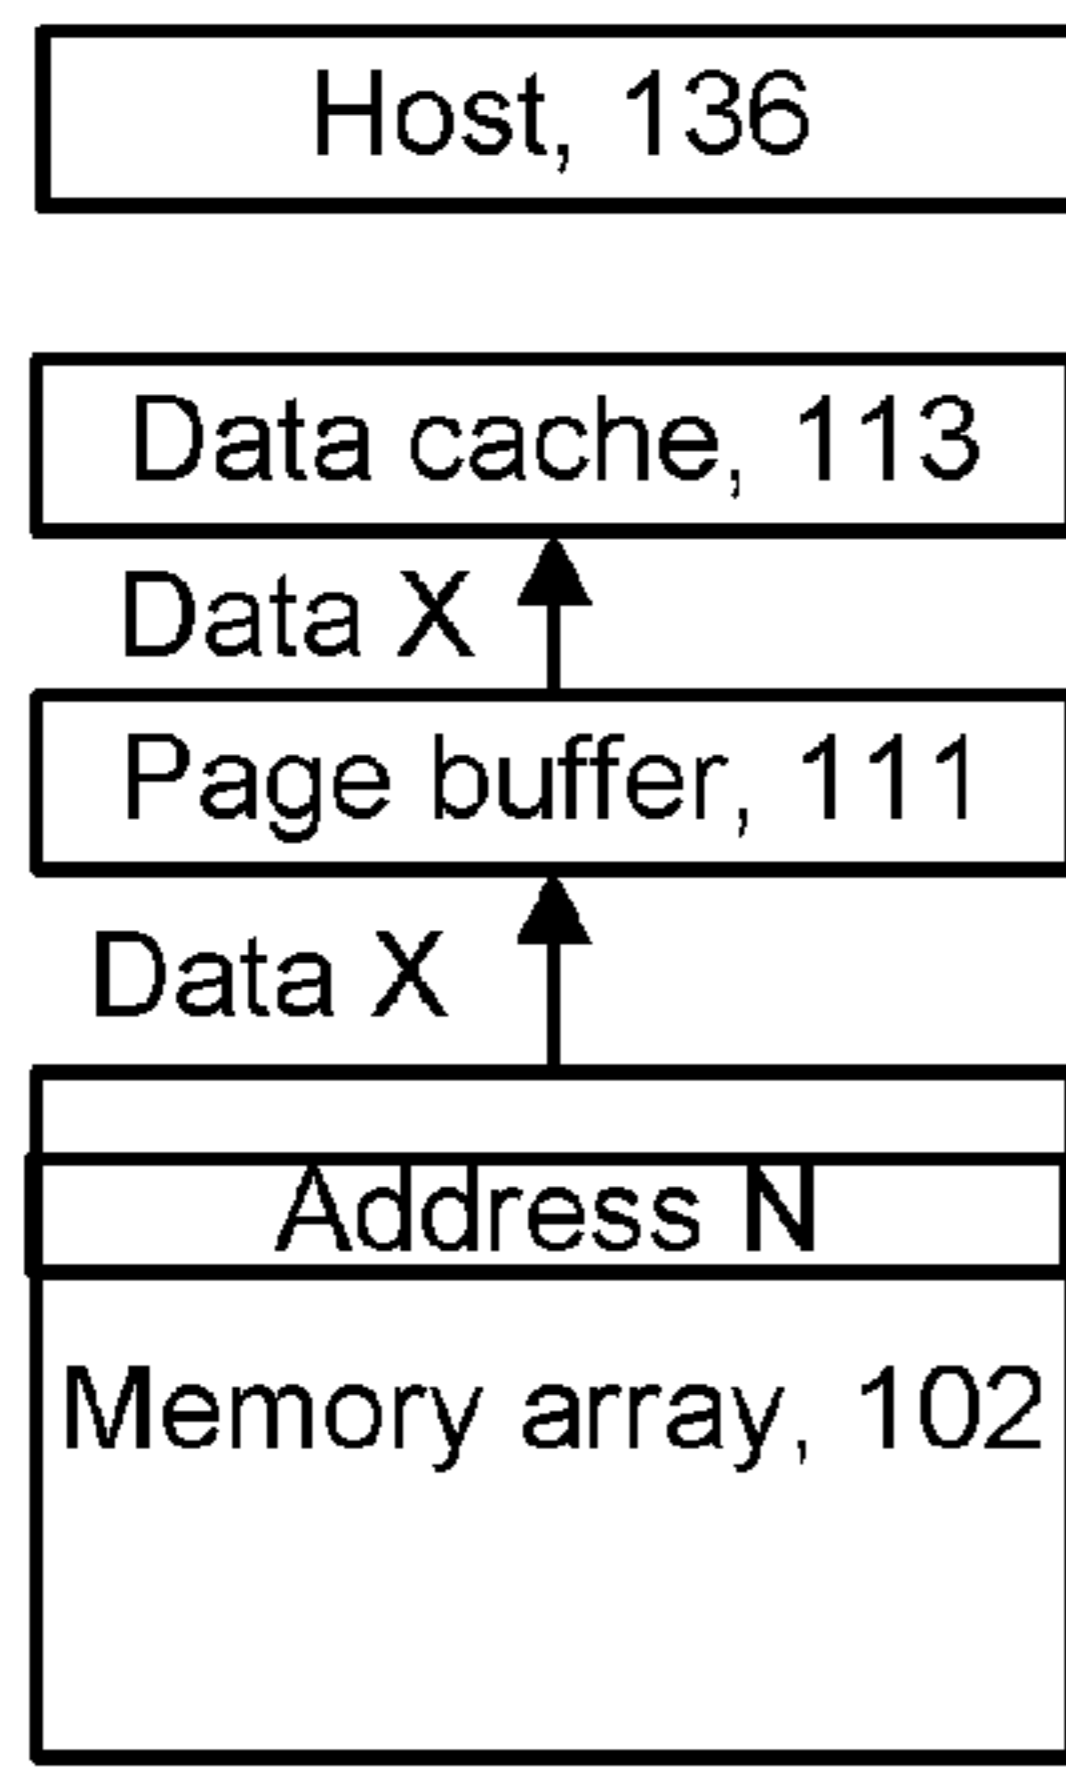 Host, 136
Data cache, 113
Data X
Page buffer, 111
Data X
Address N
Memory array, 102